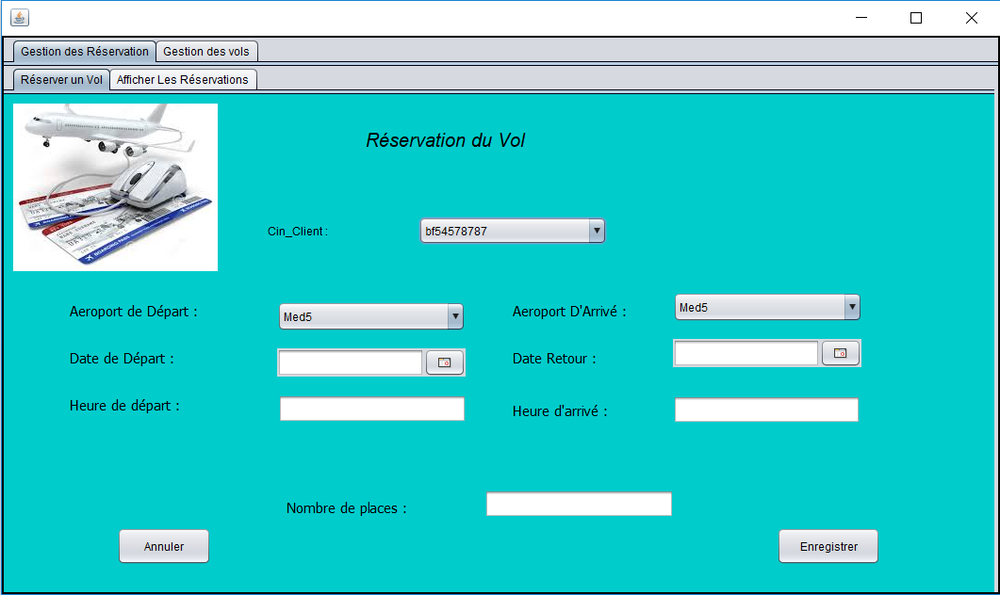 Gestion des Réservation Gestion des vols
Réserver un Vol Afficher Les Réservations
Réservation du Vol
Cin_Client : bf54578787
Aeroport de Départ : Med5 Aeroport D'Arrivé : Med5
Date de Départ : Date Retour :
Heure de départ : Heure d'arrivé :
Nombre de places :
Annuler Enregistrer